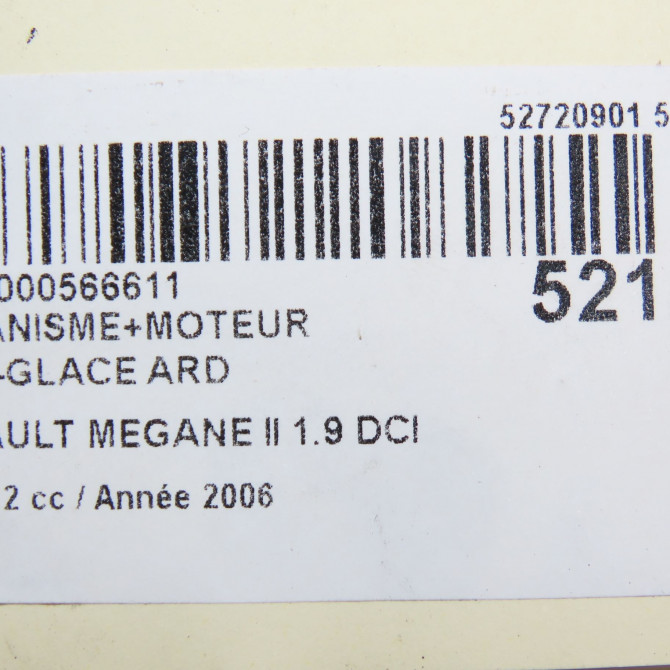 52720901 5
000566611
521
ANISME+MOTEUR
-GLACE ARD
AULT MEGANE II 1.9 DCI
2 cc / Année 2006